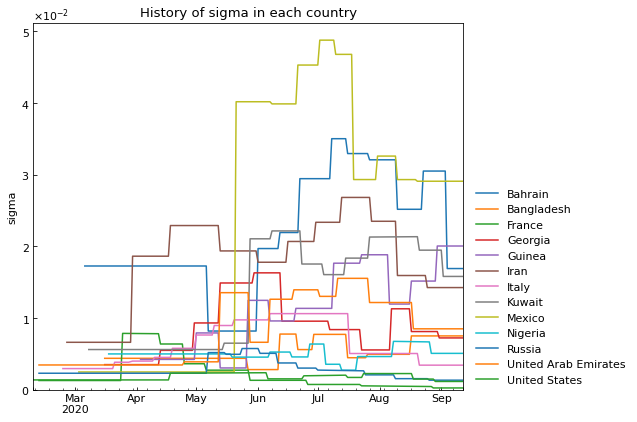 History of sigma in each country
×10⁻²
5
4
3
2
1
0
sigma
Mar
2020
Apr
May
Jun
Jul
Aug
Sep
Bahrain
Bangladesh
France
Georgia
Guinea
Iran
Italy
Kuwait
Mexico
Nigeria
Russia
United Arab Emirates
United States